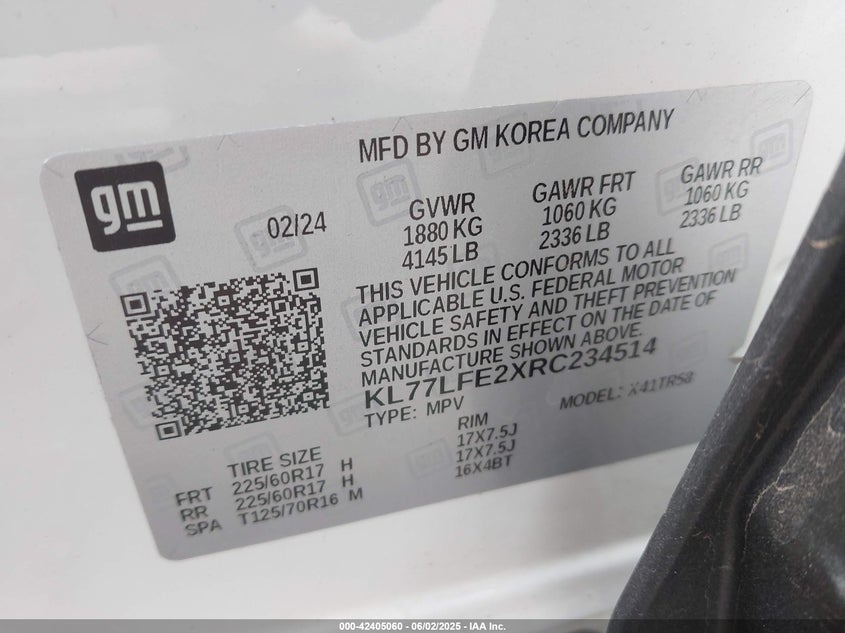 MFD BY GM KOREA COMPANY
gm
02/24
GVWR
1880 KG
4145 LB
GAWR FRT
1060 KG
2336 LB
GAWR RR
1060 KG
2336 LB
THIS VEHICLE CONFORMS TO ALL
APPLICABLE U.S. FEDERAL MOTOR
VEHICLE SAFETY AND THEFT PREVENTION
STANDARDS IN EFFECT ON THE DATE OF
MANUFACTURE SHOWN ABOVE.
KL77LFE2XRC234514
TYPE: MPV
MODEL: X41TR58
TIRE SIZE
RIM
FRT 225/60R17 H 17X7.5J
RR 225/60R17 H 17X7.5J
SPA T125/70R16 M 16X4BT
000-42405060 - 06/02/2025 - IAA Inc.